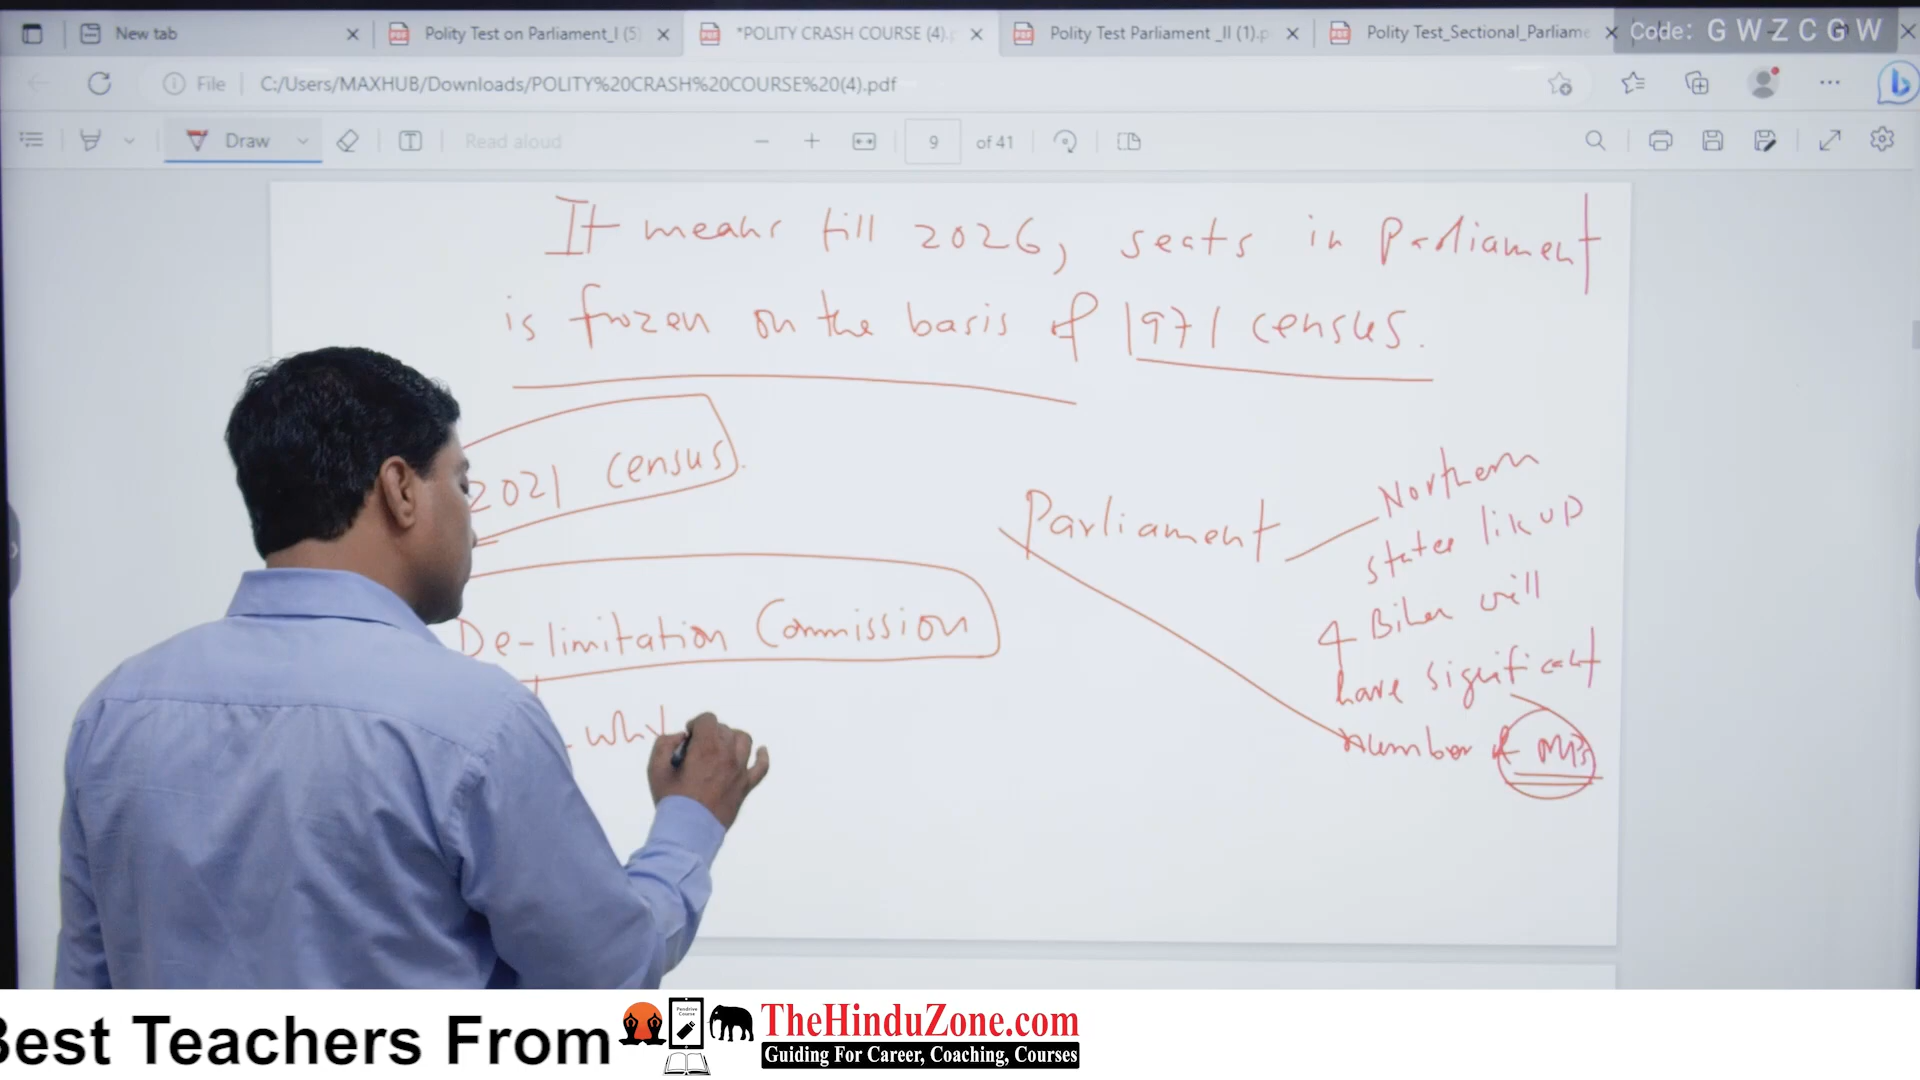 New tab
Polity Test on Parliament_I (5)
*POLITY CRASH COURSE (4).p
Polity Test Parliament _II (1).p
Polity Test_Sectional_Parliame
Code: G W Z C G W
File
C:/Users/MAXHUB/Downloads/POLITY%20CRASH%20COURSE%20(4).pdf
Draw
Read aloud
9 of 41
It means till 2026, seats in Parliament
is frozen on the basis of 1971 census.
2021 census.
De-limitation Commission
why
Parliament
Northern
states lik UP
& Bihar will
have significant
number of MPs
Best Teachers From
Pendrive Course
TheHinduZone.com
Guiding For Career, Coaching, Courses